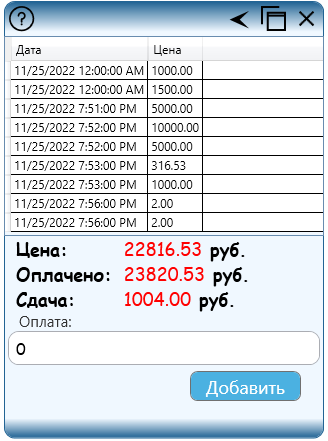 ?
Дата Цена
11/25/2022 12:00:00 AM 1000.00
11/25/2022 12:00:00 AM 1500.00
11/25/2022 7:51:00 PM 5000.00
11/25/2022 7:52:00 PM 10000.00
11/25/2022 7:52:00 PM 5000.00
11/25/2022 7:53:00 PM 316.53
11/25/2022 7:53:00 PM 1000.00
11/25/2022 7:56:00 PM 2.00
11/25/2022 7:56:00 PM 2.00
Цена: 22816.53 руб.
Оплачено: 23820.53 руб.
Сдача: 1004.00 руб.
Оплата:
0
Добавить